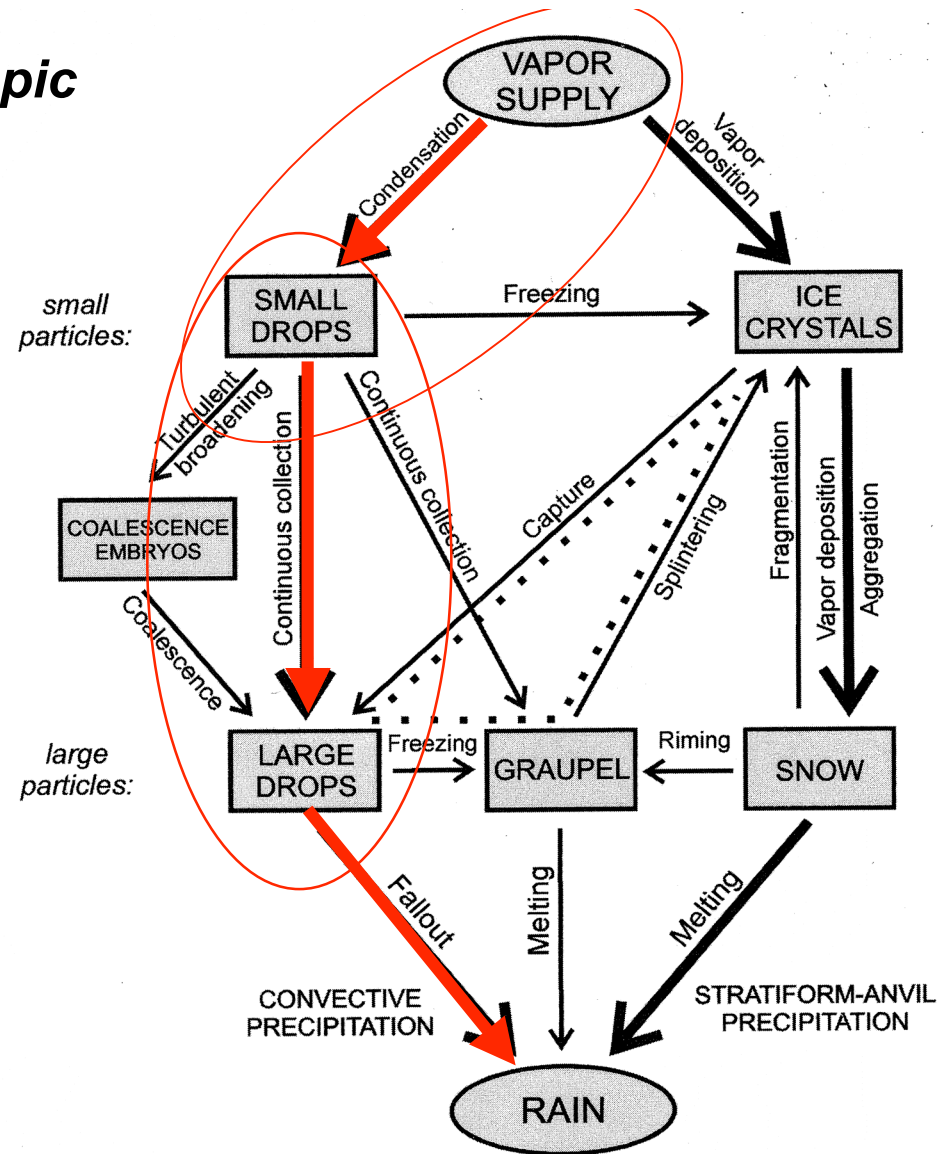 pic
VAPOR
SUPPLY
Condensation
Vapor
deposition
small
particles:
SMALL
DROPS
Freezing
ICE
CRYSTALS
Turbulent
broadening
Continuous collection
Continuous collection
Capture
Splintering
Fragmentation
Vapor deposition
Aggregation
COALESCENCE
EMBRYOS
Coalescence
large
particles:
LARGE
DROPS
Freezing
GRAUPEL
Riming
SNOW
Fallout
Melting
Melting
CONVECTIVE
PRECIPITATION
STRATIFORM-ANVIL
PRECIPITATION
RAIN